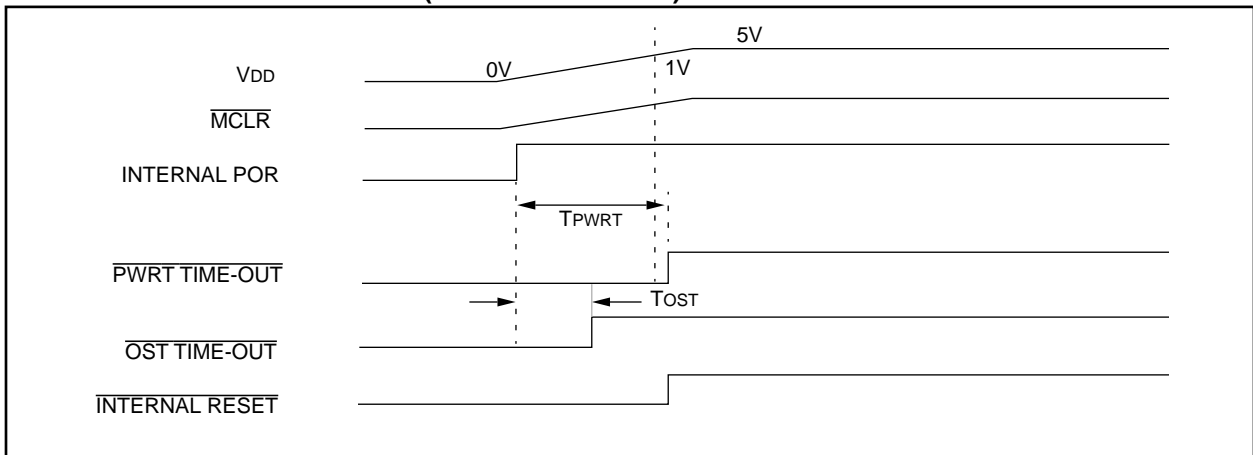 5V
VDD
0V
1V
MCLR
INTERNAL POR
TPWRT
PWRT TIME-OUT
TOST
OST TIME-OUT
INTERNAL RESET